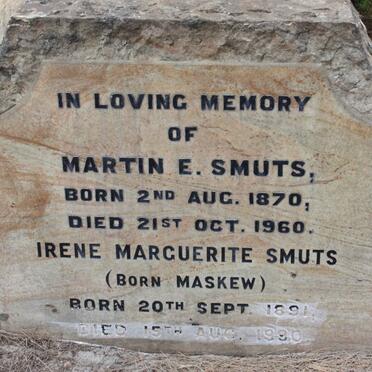 IN LOVING MEMORY
OF
MARTIN E. SMUTS,
BORN 2ND AUG. 1870,
DIED 21ST OCT. 1960.
IRENE MARGUERITE SMUTS
(BORN MASKEW)
BORN 20TH SEPT. 1891.
DIED 15TH AUG.